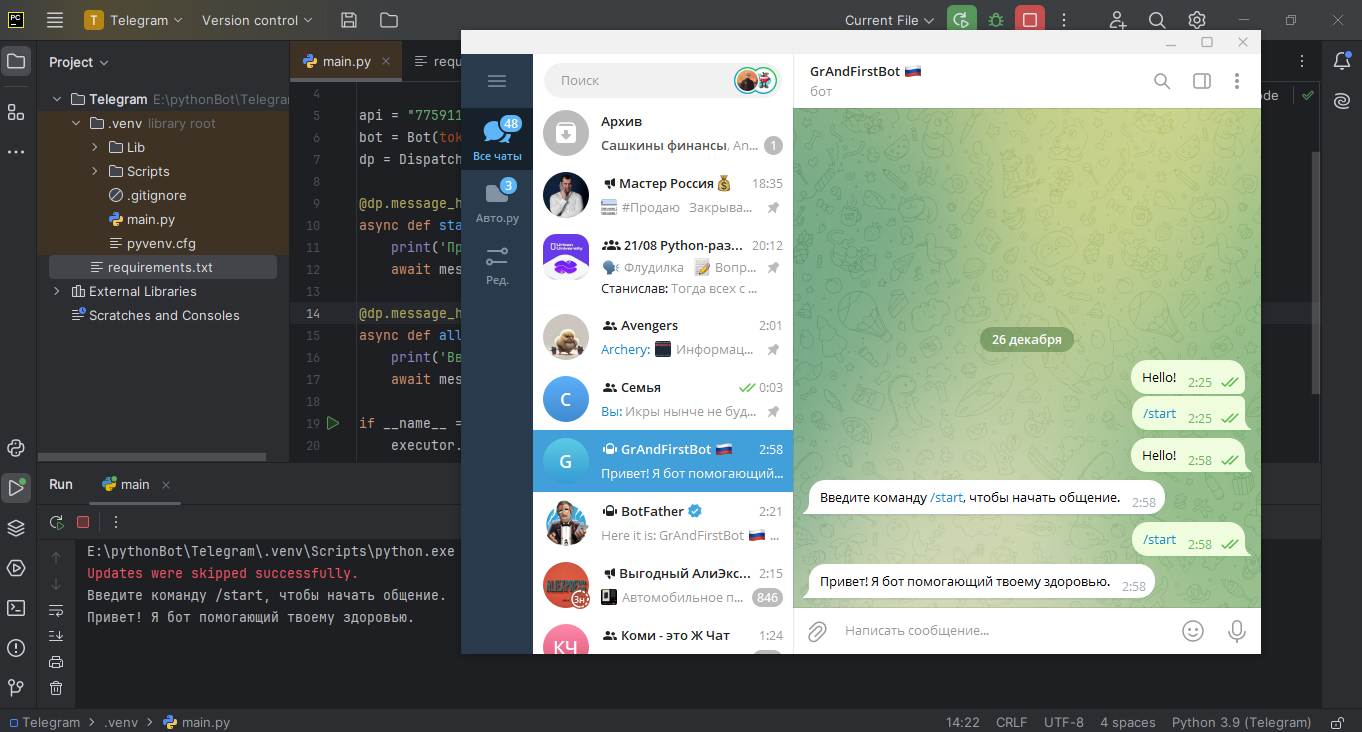 PC
T Telegram
Version control
Current File
Project
main.py
requ
Telegram E:\pythonBot\Telegra
.venv library root
Lib
Scripts
.gitignore
main.py
pyvenv.cfg
requirements.txt
External Libraries
Scratches and Consoles
4
5 api = "775911
6 bot = Bot(tok
7 dp = Dispatch
8
9 @dp.message_h
10 async def sta
11 print('Пр
12 await mes
13
14 @dp.message_h
15 async def all
16 print('Вв
17 await mes
18
19 if __name__ =
20 executor.
ode
48
Все чаты
3
Авто.ру
Ред.
Поиск
Архив
Сашкины финансы, An... 1
Мастер Россия 18:35
#Продаю Закрыва...
Urban University
21/08 Python-раз... 20:12
Флудилка Вопр...
Станислав: Тогда всех с ...
Avengers 2:01
Archery: Информац...
С
Семья 0:03
Вы: Икры нынче не буд...
G
GrAndFirstBot 2:58
Привет! Я бот помогающий...
BotFather 2:21
Here it is: GrAndFirstBot ...
ALIEXPRESS
Выгодный АлиЭкс... 2:15
Автомобильное п... 846
КЧ
Коми - это Ж Чат 1:24
GrAndFirstBot
бот
26 декабря
Hello! 2:25
/start 2:25
Hello! 2:58
Введите команду /start, чтобы начать общение. 2:58
/start 2:58
Привет! Я бот помогающий твоему здоровью. 2:58
Написать сообщение...
Run
main
E:\pythonBot\Telegram\.venv\Scripts\python.exe
Updates were skipped successfully.
Введите команду /start, чтобы начать общение.
Привет! Я бот помогающий твоему здоровью.
Telegram > .venv > main.py
14:22 CRLF UTF-8 4 spaces Python 3.9 (Telegram)